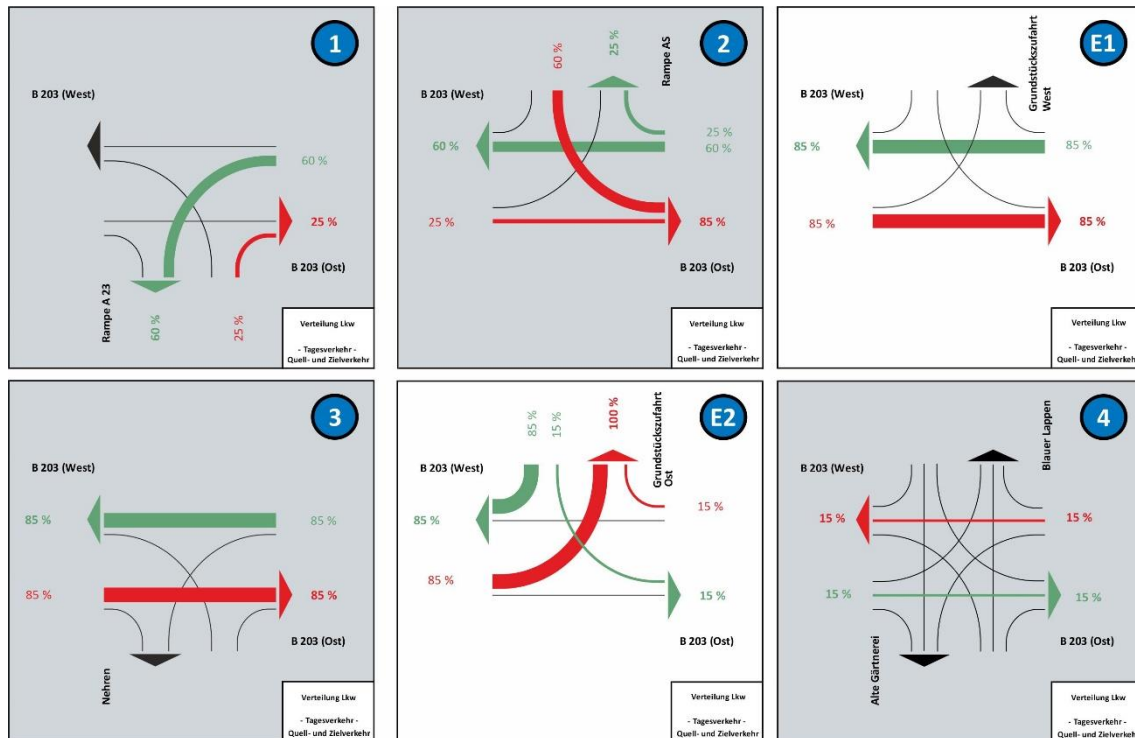 1
B 203 (West)
60 %
25 %
B 203 (Ost)
Rampe A 23
60 %
25 %
Verteilung Lkw
- Tagesverkehr -
Quell- und Zielverkehr
2
60 %
25 %
Rampe AS
B 203 (West)
25 %
60 %
60 %
25 %
85 %
B 203 (Ost)
Verteilung Lkw
- Tagesverkehr -
Quell- und Zielverkehr
E1
Grundstückszufahrt
West
B 203 (West)
85 %
85 %
85 %
85 %
B 203 (Ost)
Verteilung Lkw
- Tagesverkehr -
Quell- und Zielverkehr
3
B 203 (West)
85 %
85 %
85 %
85 %
B 203 (Ost)
Nehren
Verteilung Lkw
- Tagesverkehr -
Quell- und Zielverkehr
E2
85 %
15 %
100 %
Grundstückszufahrt
Ost
B 203 (West)
15 %
85 %
85 %
15 %
B 203 (Ost)
Verteilung Lkw
- Tagesverkehr -
Quell- und Zielverkehr
4
Blauer Lappen
B 203 (West)
15 %
15 %
15 %
15 %
B 203 (Ost)
Alte Gärtnerei
Verteilung Lkw
- Tagesverkehr -
Quell- und Zielverkehr